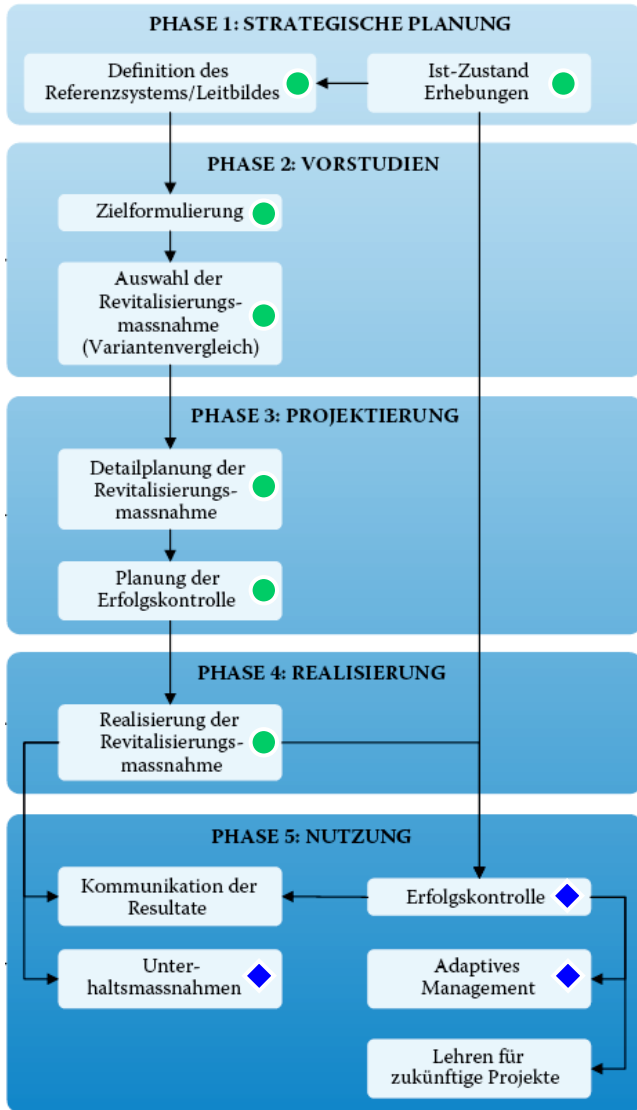 PHASE 1: STRATEGISCHE PLANUNG
Definition des
Referenzsystems/Leitbildes
Ist-Zustand
Erhebungen
PHASE 2: VORSTUDIEN
Zielformulierung
Auswahl der
Revitalisierungs-
massnahme
(Variantenvergleich)
PHASE 3: PROJEKTIERUNG
Detailplanung der
Revitalisierungs-
massnahme
Planung der
Erfolgskontrolle
PHASE 4: REALISIERUNG
Realisierung der
Revitalisierungs-
massnahme
PHASE 5: NUTZUNG
Kommunikation der
Resultate
Erfolgskontrolle
Unter-
haltsmassnahmen
Adaptives
Management
Lehren für
zukünftige Projekte